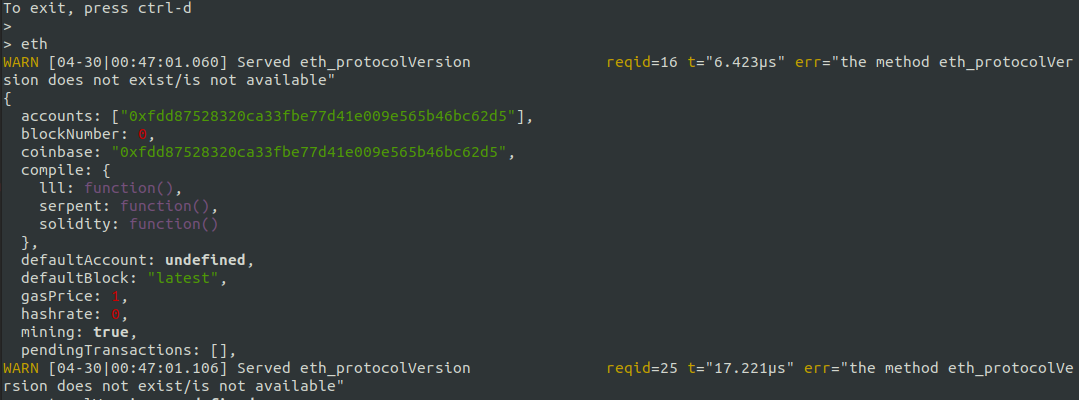 To exit, press ctrl-d
>
> eth
WARN [04-30|00:47:01.060] Served eth_protocolVersion reqid=16 t="6.423µs" err="the method eth_protocolVer
sion does not exist/is not available"
{
accounts: ["0xfdd87528320ca33fbe77d41e009e565b46bc62d5"],
blockNumber: 0,
coinbase: "0xfdd87528320ca33fbe77d41e009e565b46bc62d5",
compile: {
lll: function(),
serpent: function(),
solidity: function()
},
defaultAccount: undefined,
defaultBlock: "latest",
gasPrice: 1,
hashrate: 0,
mining: true,
pendingTransactions: [],
WARN [04-30|00:47:01.106] Served eth_protocolVersion reqid=25 t="17.221µs" err="the method eth_protocolVe
rsion does not exist/is not available"